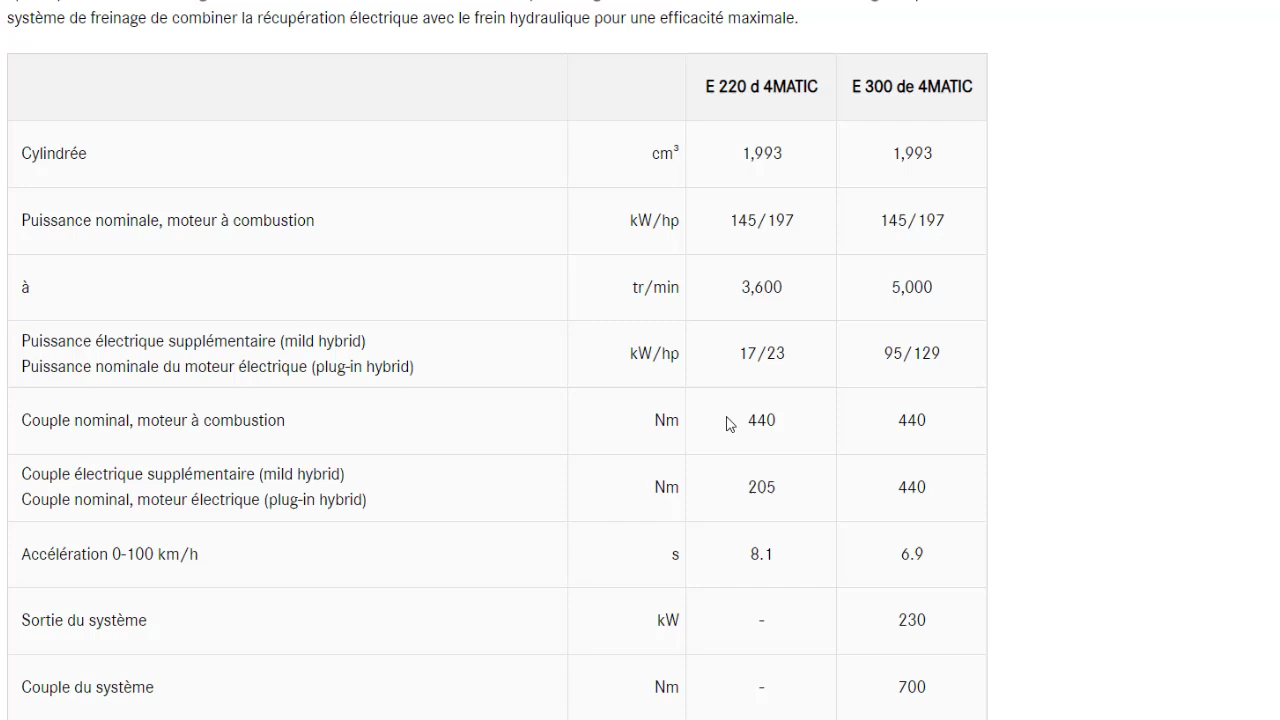 système de freinage de combiner la récupération électrique avec le frein hydraulique pour une efficacité maximale.
E 220 d 4MATIC E 300 de 4MATIC
Cylindrée cm³ 1,993 1,993
Puissance nominale, moteur à combustion kW/hp 145/197 145/197
à tr/min 3,600 5,000
Puissance électrique supplémentaire (mild hybrid)
Puissance nominale du moteur électrique (plug-in hybrid) kW/hp 17/23 95/129
Couple nominal, moteur à combustion Nm 440 440
Couple électrique supplémentaire (mild hybrid)
Couple nominal, moteur électrique (plug-in hybrid) Nm 205 440
Accélération 0-100 km/h s 8.1 6.9
Sortie du système kW - 230
Couple du système Nm - 700